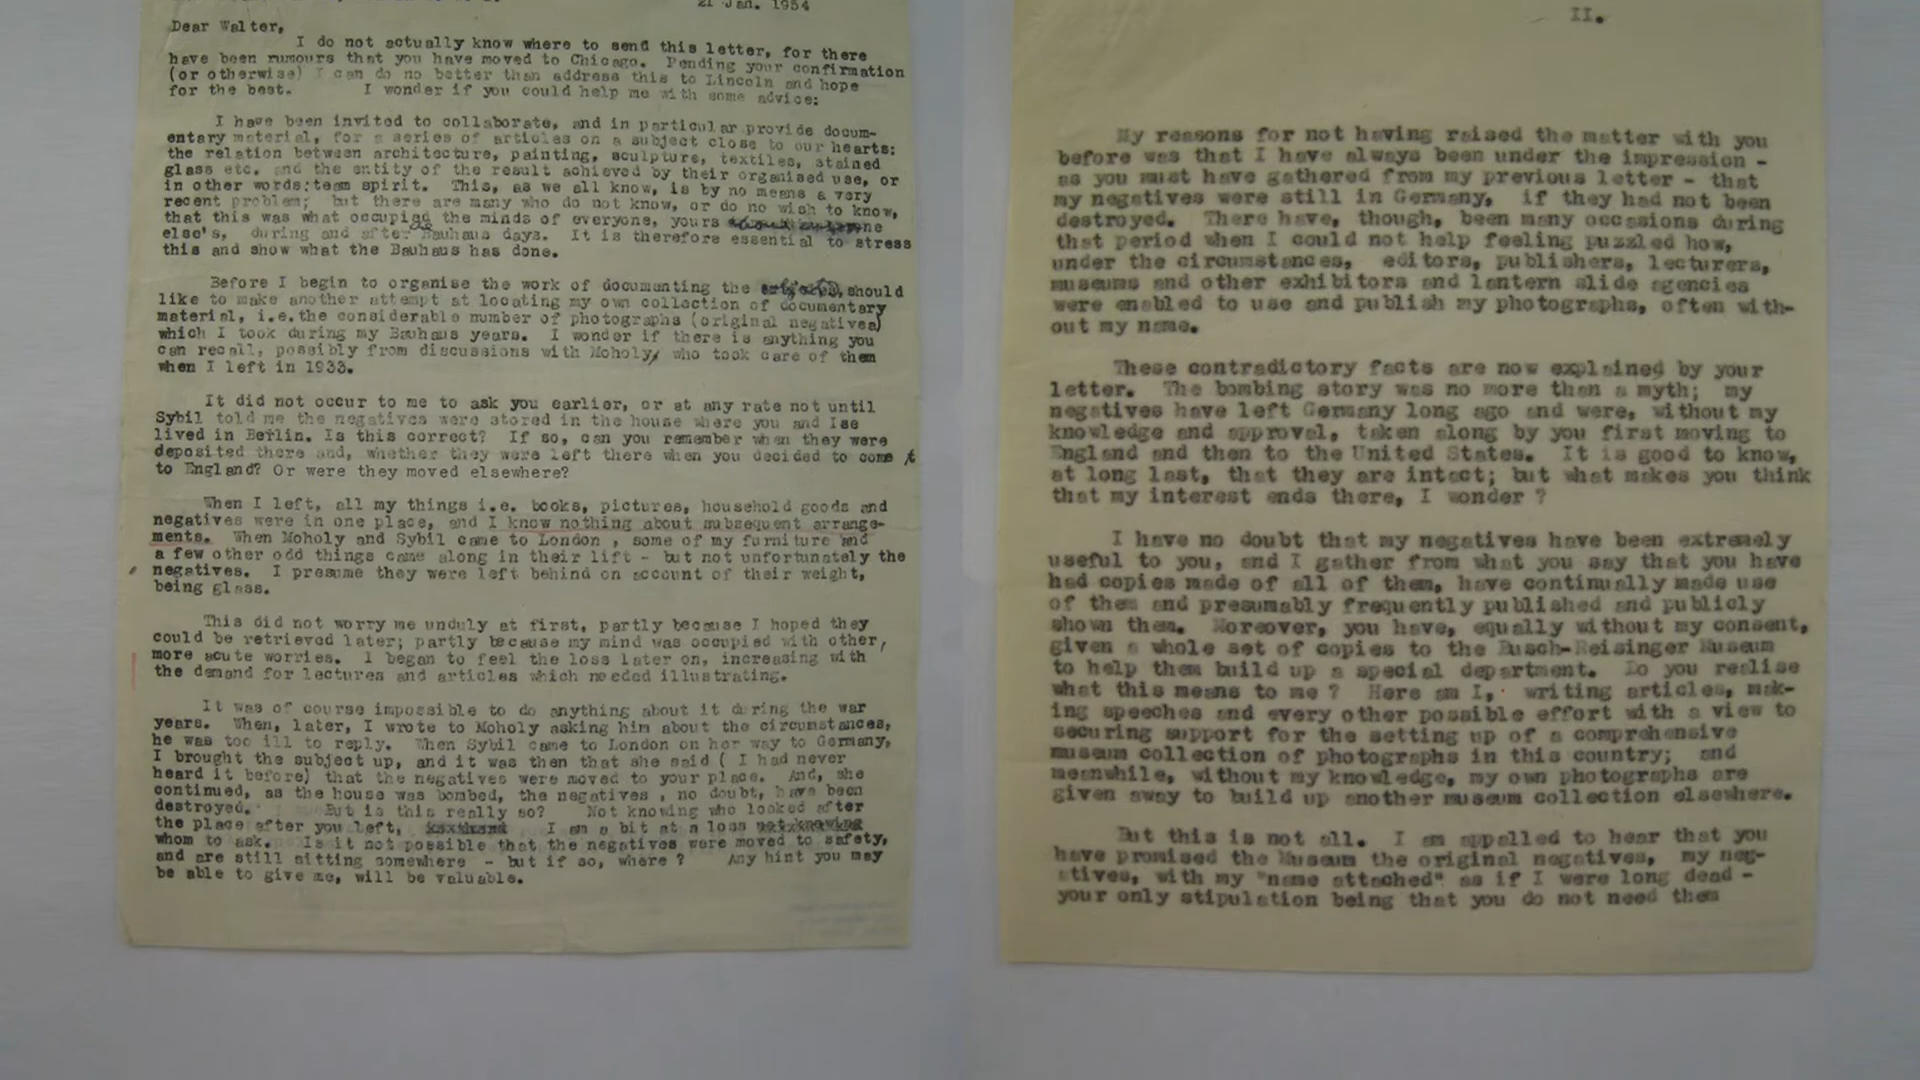 21 Jan. 1954
Dear Walter,
I do not actually know where to send this letter, for there
have been rumours that you have moved to Chicago. Pending your confirmation
(or otherwise) I can do no better than address this to Lincoln and hope
for the best. I wonder if you could help me with some advice:
I have been invited to collaborate, and in particular provide docum-
entary material, for a series of articles on a subject close to our hearts:
the relation between architecture, painting, sculpture, textiles, stained
glass etc. and the entity of the result achieved by their organised use, or
in other words: team spirit. This, as we all know, is by no means a very
recent problem; but there are many who do not know, or do no wish to know,
that this was what occupied the minds of everyone, yours
else's, during and after Bauhaus days. It is therefore essential to stress
this and show what the Bauhaus has done.
Before I begin to organise the work of documenting the should
like to make another attempt at locating my own collection of documentary
material, i.e. the considerable number of photographs (original negatives)
which I took during my Bauhaus years. I wonder if there is anything you
can recall, possibly from discussions with Moholy, who took care of them
when I left in 1933.
It did not occur to me to ask you earlier, or at any rate not until
Sybil told me the negatives were stored in the house where you and Ise
lived in Berlin. Is this correct? If so, can you remember when they were
deposited there and, whether they were left there when you decided to come
to England? Or were they moved elsewhere?
When I left, all my things i.e. books, pictures, household goods and
negatives were in one place, and I know nothing about subsequent arrange-
ments. When Moholy and Sybil came to London , some of my furniture and
a few other odd things came along in their lift - but not unfortunately the
negatives. I presume they were left behind on account of their weight,
being glass.
This did not worry me unduly at first, partly because I hoped they
could be retrieved later; partly because my mind was occupied with other,
more acute worries. I began to feel the loss later on, increasing with
the demand for lectures and articles which needed illustrating.
It was of course impossible to do anything about it during the war
years. When, later, I wrote to Moholy asking him about the circumstances,
he was too ill to reply. When Sybil came to London on her way to Germany,
I brought the subject up, and it was then that she said ( I had never
heard it before) that the negatives were moved to your place. And, she
continued, as the house was bombed, the negatives , no doubt, have been
destroyed. But is this really so? Not knowing who looked after
the place after you left, I am a bit at a loss
whom to ask. Is it not possible that the negatives were moved to safety,
and are still sitting somewhere - but if so, where ? Any hint you may
be able to give me, will be valuable.
II.
My reasons for not having raised the matter with you
before was that I have always been under the impression -
as you must have gathered from my previous letter - that
my negatives were still in Germany, if they had not been
destroyed. There have, though, been many occasions during
that period when I could not help feeling puzzled how,
under the circumstances, editors, publishers, lecturers,
museums and other exhibitors and lantern slide agencies
were enabled to use and publish my photographs, often with-
out my name.
These contradictory facts are now explained by your
letter. The bombing story was no more than a myth; my
negatives have left Germany long ago and were, without my
knowledge and approval, taken along by you first moving to
England and then to the United States. It is good to know,
at long last, that they are intact; but what makes you think
that my interest ends there, I wonder ?
I have no doubt that my negatives have been extremely
useful to you, and I gather from what you say that you have
had copies made of all of them, have continually made use
of them and presumably frequently published and publicly
shown them. Moreover, you have, equally without my consent,
given a whole set of copies to the Busch-Reisinger Museum
to help them build up a special department. Do you realise
what this means to me ? Here am I, writing articles, mak-
ing speeches and every other possible effort with a view to
securing support for the setting up of a comprehensive
museum collection of photographs in this country; and
meanwhile, without my knowledge, my own photographs are
given away to build up another museum collection elsewhere.
But this is not all. I am appalled to hear that you
have promised the Museum the original negatives, my neg-
atives, with my "name attached" as if I were long dead -
your only stipulation being that you do not need them